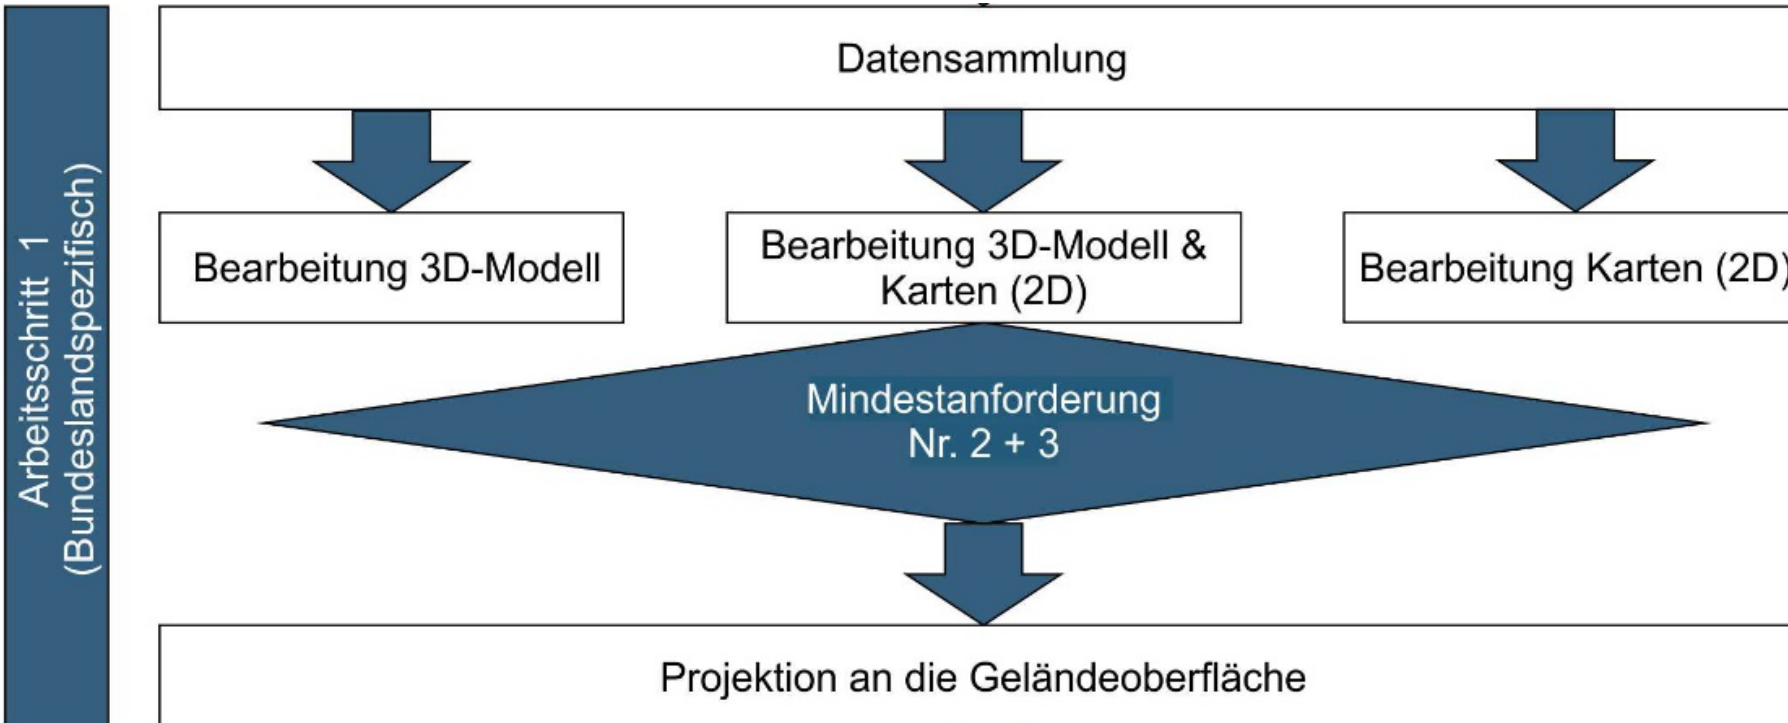 Arbeitsschritt 1
(Bundeslandspezifisch)
Datensammlung
Bearbeitung 3D-Modell
Bearbeitung 3D-Modell &
Karten (2D)
Bearbeitung Karten (2D)
Mindestanforderung
Nr. 2 + 3
Projektion an die Geländeoberfläche